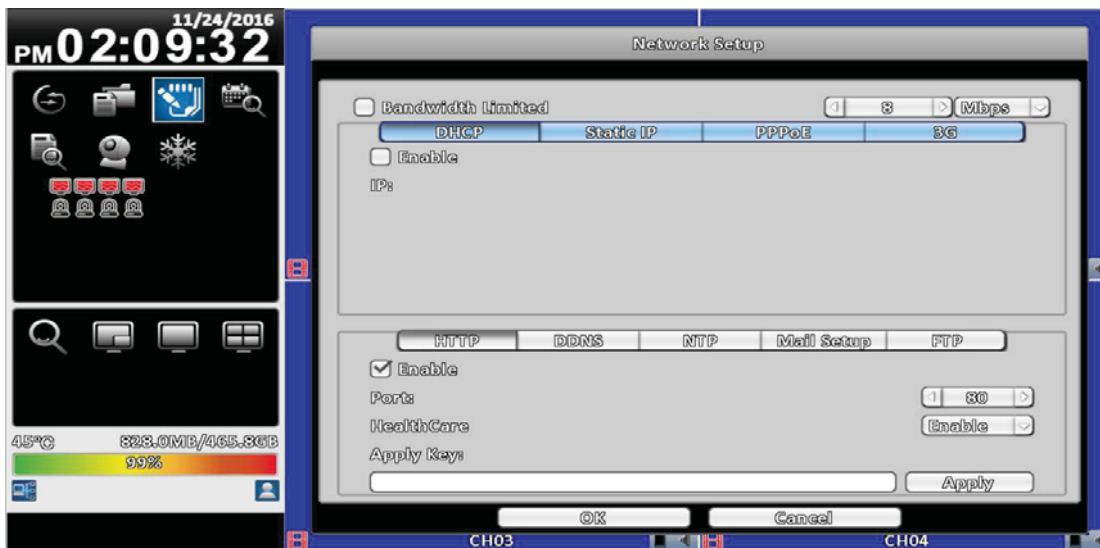 11/24/2016
PM 02:09:32
45°C 828.0MB/465.8GB
99%
Network Setup
Bandwidth Limited 8 Mbps
DHCP Static IP PPPoE 3G
Enable
IP:
HTTP DDNS NTP Mail Setup FTP
Enable
Port: 80
HealthCare Enable
Apply Key:
Apply
OK Cancel
CH03 CH04